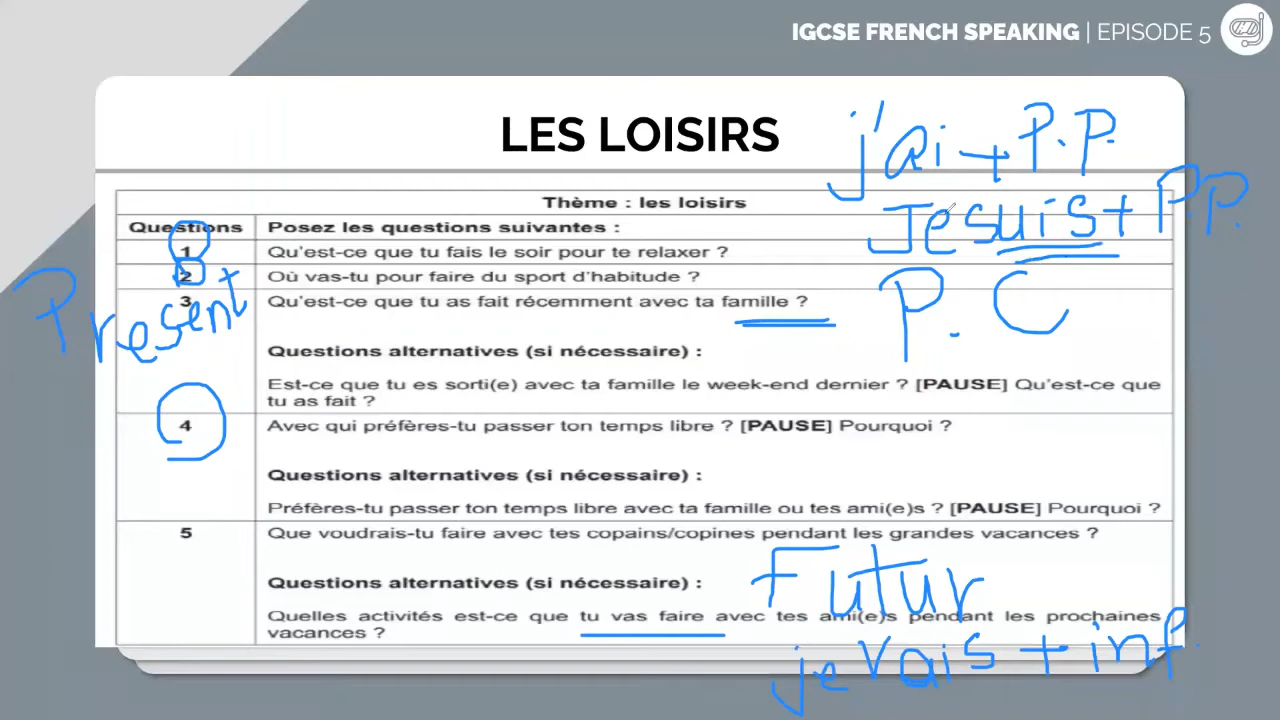 IGCSE FRENCH SPEAKING | EPISODE 5
LES LOISIRS
j'ai + P.P.
Je suis + P.P.
P.C
Thème : les loisirs
Questions Posez les questions suivantes :
1 Qu'est-ce que tu fais le soir pour te relaxer ?
2 Où vas-tu pour faire du sport d'habitude ?
3 Qu'est-ce que tu as fait récemment avec ta famille ?
Present
Questions alternatives (si nécessaire) :
Est-ce que tu es sorti(e) avec ta famille le week-end dernier ? [PAUSE] Qu'est-ce que
tu as fait ?
4 Avec qui préfères-tu passer ton temps libre ? [PAUSE] Pourquoi ?
Questions alternatives (si nécessaire) :
Préfères-tu passer ton temps libre avec ta famille ou tes ami(e)s ? [PAUSE] Pourquoi ?
5 Que voudrais-tu faire avec tes copains/copines pendant les grandes vacances ?
Questions alternatives (si nécessaire) :
Futur
Quelles activités est-ce que tu vas faire avec tes ami(e)s pendant les prochaines
vacances ?
je vais + inf.